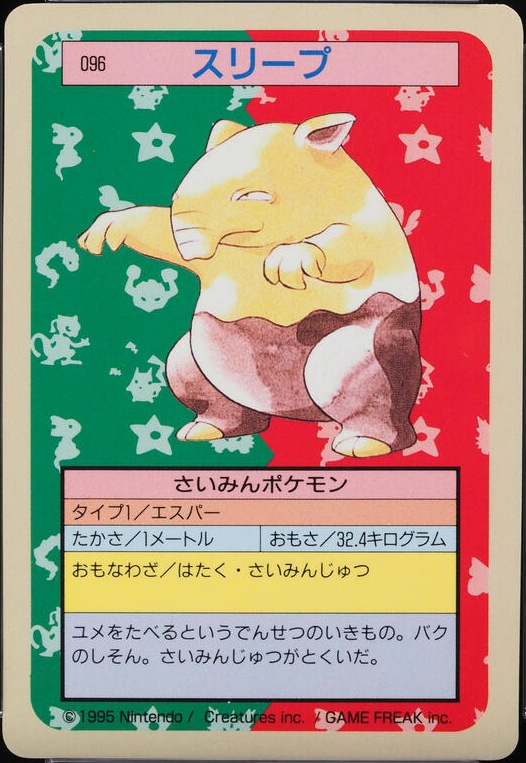 096
スリープ
さいみんポケモン
タイプ1／エスパー
たかさ／1メートル
おもさ／32.4キログラム
おもなわざ／はたく・さいみんじゅつ
ユメをたべるというでんせつのいきもの。バク
のしそん。さいみんじゅつがとくいだ。
©1995 Nintendo / Creatures inc. / GAME FREAK inc.